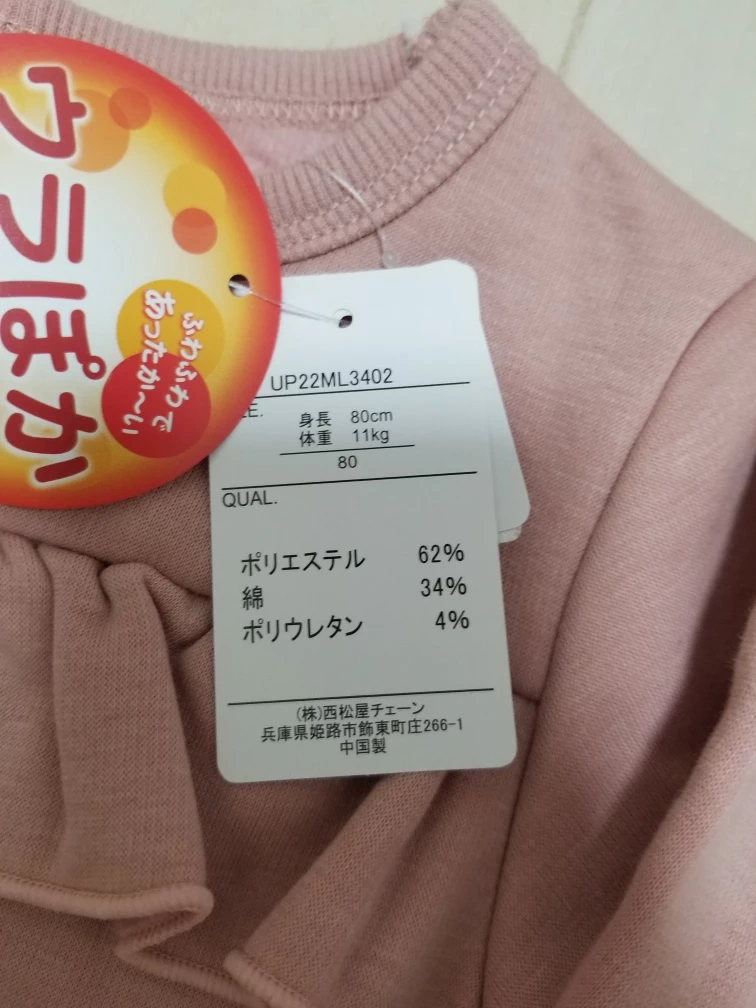 ウラぽか
ふわふわで
あったか～い
UP22ML3402
ZE.
身長 80cm
体重 11kg
80
QUAL.
ポリエステル 62%
綿 34%
ポリウレタン 4%
(株)西松屋チェーン
兵庫県姫路市飾東町庄266-1
中国製